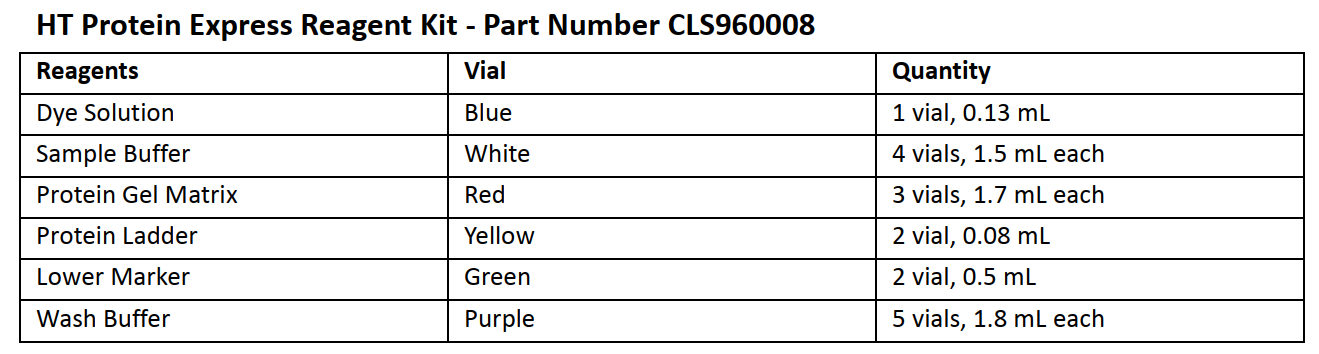 HT Protein Express Reagent Kit - Part Number CLS960008
Reagents Vial Quantity
Dye Solution Blue 1 vial, 0.13 mL
Sample Buffer White 4 vials, 1.5 mL each
Protein Gel Matrix Red 3 vials, 1.7 mL each
Protein Ladder Yellow 2 vial, 0.08 mL
Lower Marker Green 2 vial, 0.5 mL
Wash Buffer Purple 5 vials, 1.8 mL each